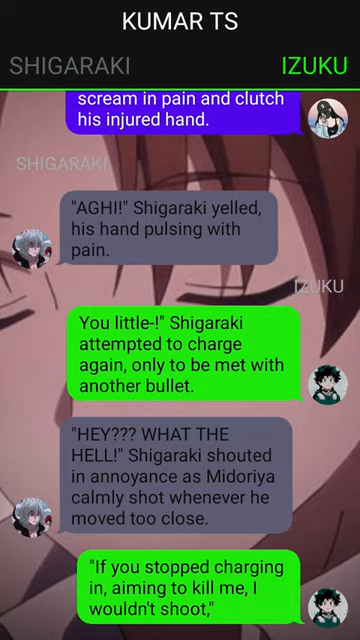 KUMAR TS
SHIGARAKI
IZUKU
scream in pain and clutch
his injured hand.
SHIGARAKI
"AGH!" Shigaraki yelled,
his hand pulsing with
pain.
IZUKU
You little-!" Shigaraki
attempted to charge
again, only to be met with
another bullet.
"HEY??? WHAT THE
HELL!" Shigaraki shouted
in annoyance as Midoriya
calmly shot whenever he
moved too close.
"If you stopped charging
in, aiming to kill me, I
wouldn't shoot,"